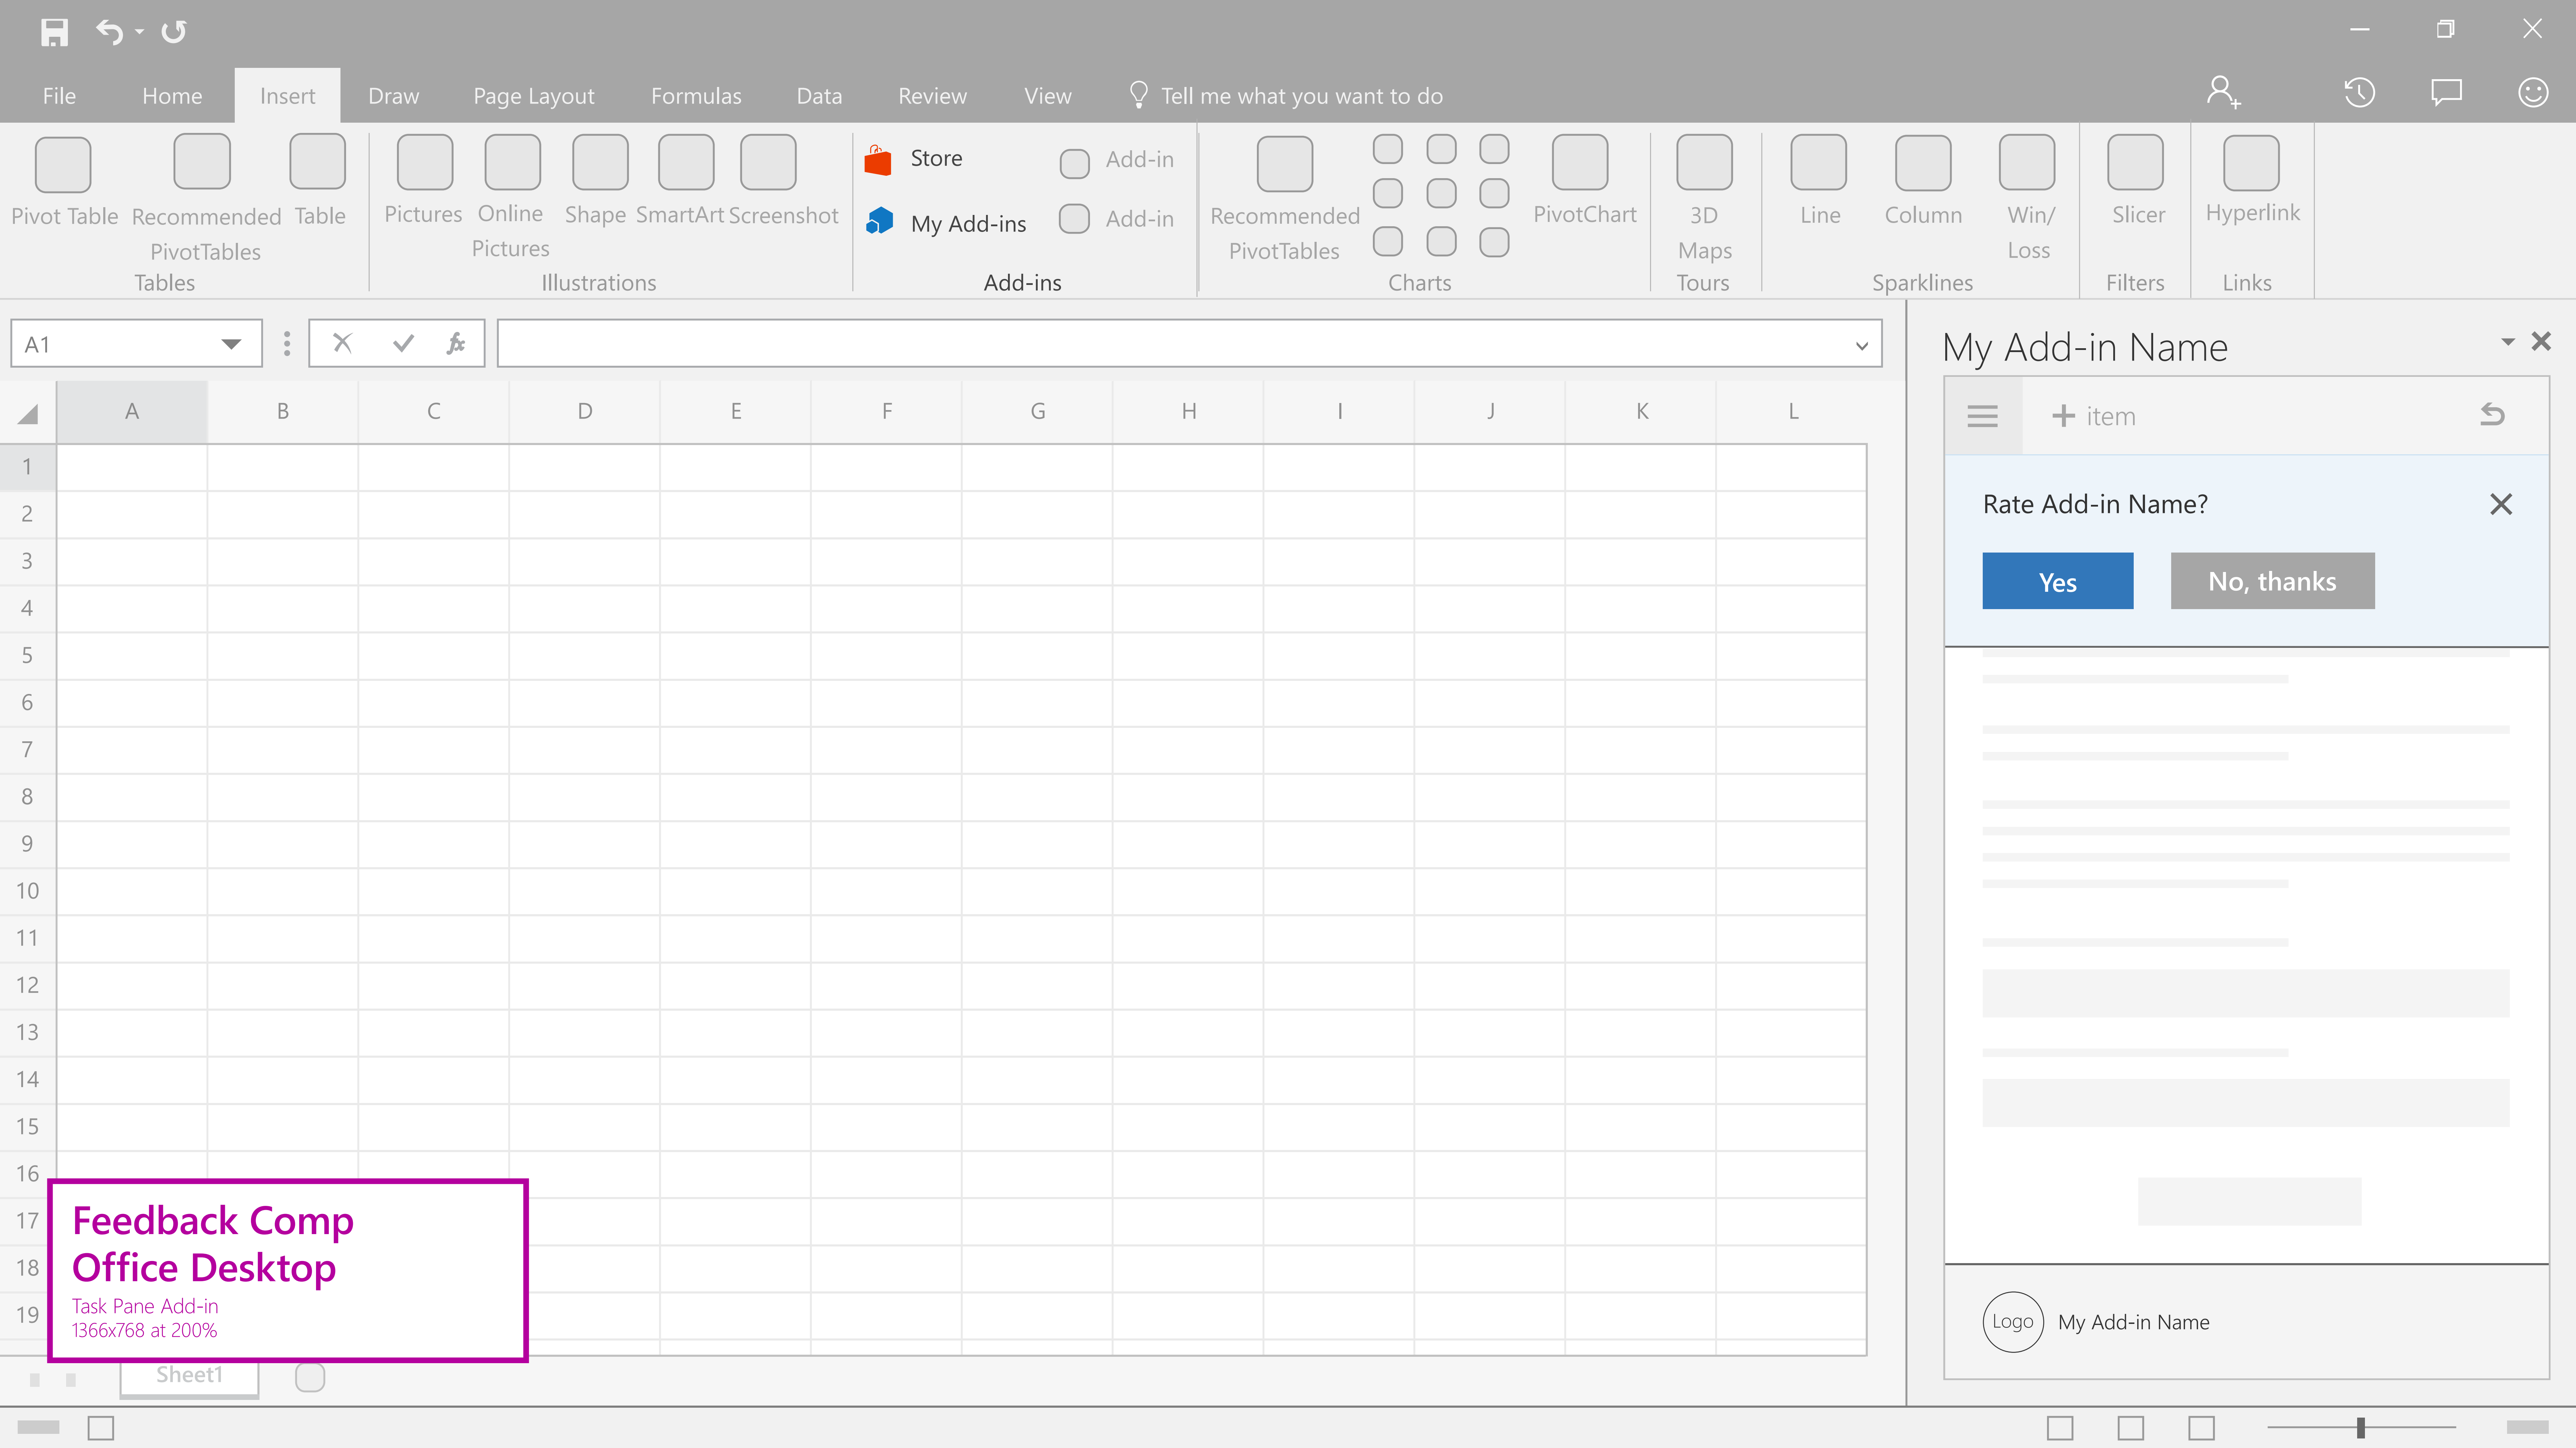 File Home Insert Draw Page Layout Formulas Data Review View Tell me what you want to do
Pivot Table
Recommended
PivotTables
Table
Tables
Pictures
Online
Pictures
Shape
SmartArt
Screenshot
Illustrations
Store
My Add-ins
Add-in
Add-in
Add-ins
Recommended
PivotTables
PivotChart
Charts
3D
Maps
Tours
Line
Column
Win/
Loss
Sparklines
Slicer
Filters
Hyperlink
Links
A1
fx
A B C D E F G H I J K L
1
2
3
4
5
6
7
8
9
10
11
12
13
14
15
16
17
18
19
Feedback Comp
Office Desktop
Task Pane Add-in
1366x768 at 200%
Sheet1
My Add-in Name
item
Rate Add-in Name?
Yes
No, thanks
Logo
My Add-in Name